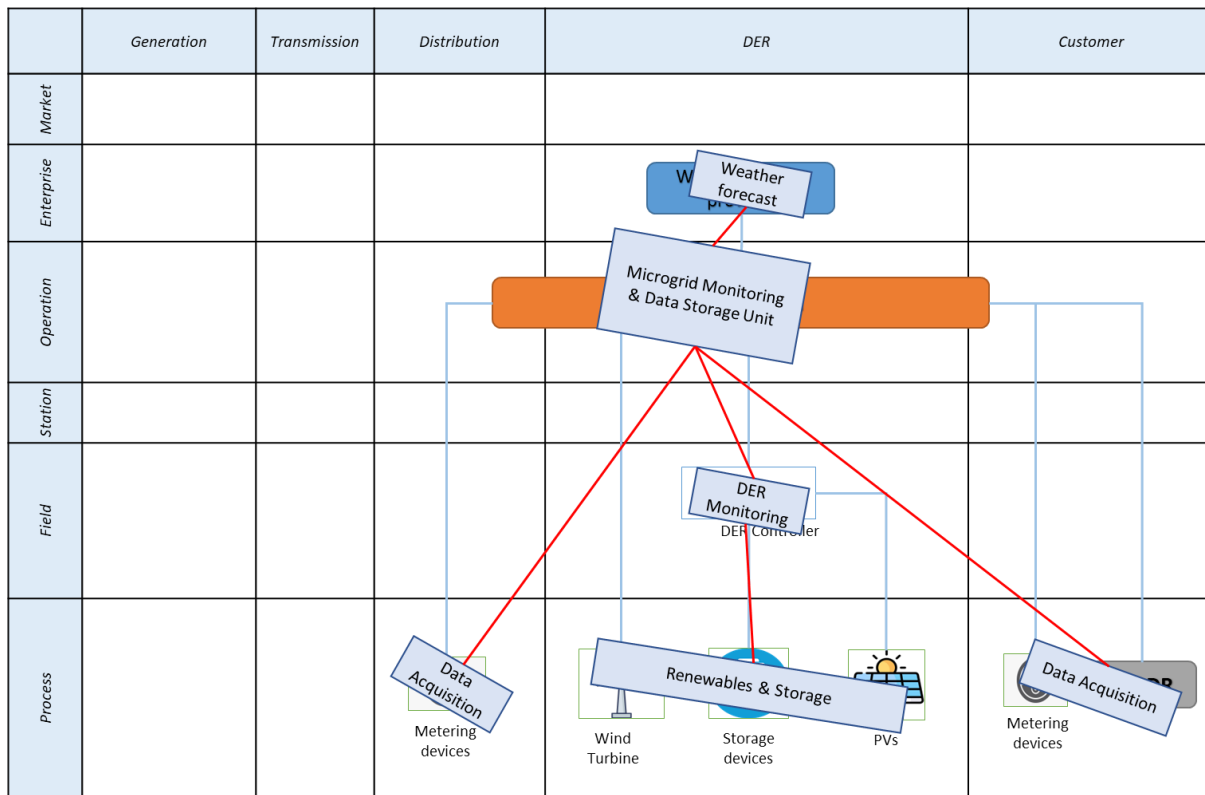 Generation
Transmission
Distribution
DER
Customer
Market
Enterprise
Weather
forecast
Operation
Microgrid Monitoring
& Data Storage Unit
Station
Field
DER
Monitoring
DER Controller
Process
Data
Acquisition
Metering
devices
Renewables & Storage
Wind
Turbine
Storage
devices
PVs
Data Acquisition
Metering
devices